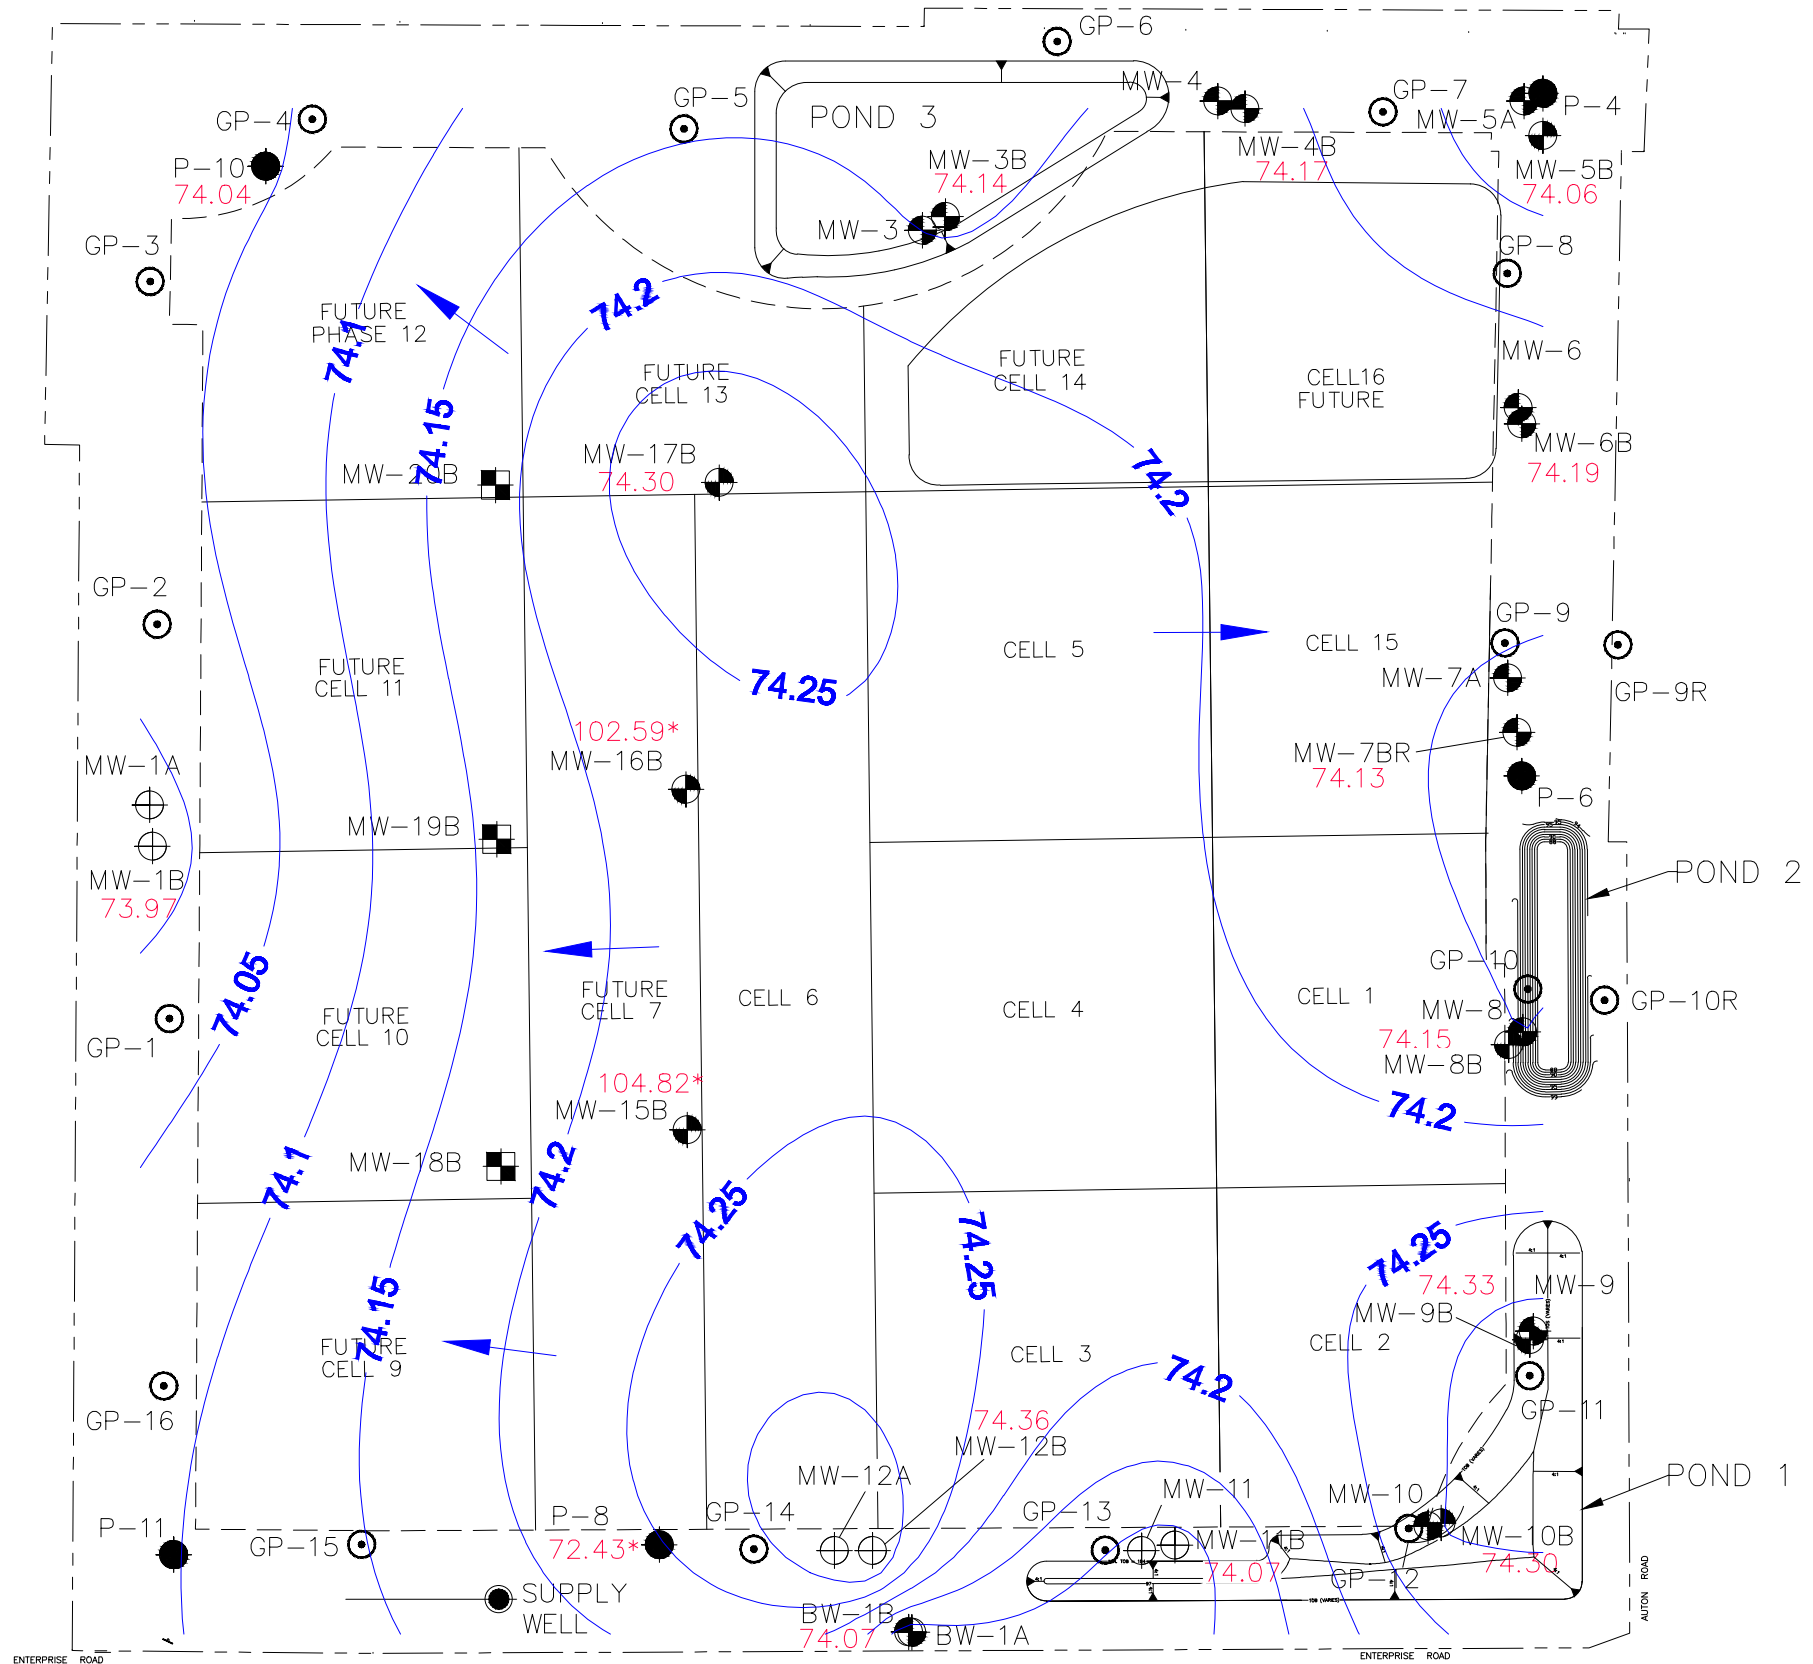 GP-6
MW-4
GP-5
GP-7
POND 3
GP-4
MW-5A
P-4
MW-4B
74.17
MW-3B
74.14
P-10
74.04
MW-5B
74.06
MW-3
GP-3
GP-8
74.2
FUTURE
PHASE 12
74.1
MW-6
FUTURE
CELL 13
FUTURE
CELL 14
CELL16
FUTURE
74.15
MW-20B
MW-17B
74.30
74.2
MW-6B
74.19
GP-2
GP-9
CELL 5
CELL 15
FUTURE
CELL 11
MW-7A
GP-9R
74.25
102.59*
MW-16B
MW-7BR
74.13
MW-1A
P-6
MW-19B
POND 2
MW-1B
73.97
GP-10
74.05
FUTURE
CELL 7
CELL 6
CELL 4
CELL 1
GP-10R
MW-8
FUTURE
CELL 10
GP-1
74.15
MW-8B
104.82*
MW-15B
74.2
MW-18B
74.1
74.2
74.25
74.25
74.25
74.33
MW-9
MW-9B
74.15
FUTURE
CELL 9
CELL 3
CELL 2
74.2
GP-16
74.36
MW-12B
GP-11
MW-12A
MW-11
MW-10
POND 1
P-11
GP-15
P-8
72.43*
GP-14
GP-13
MW-11B
74.07
MW-10B
74.30
GP-12
SUPPLY
WELL
BW-1B
74.07
BW-1A
AUTON ROAD
ENTERPRISE ROAD
ENTERPRISE ROAD